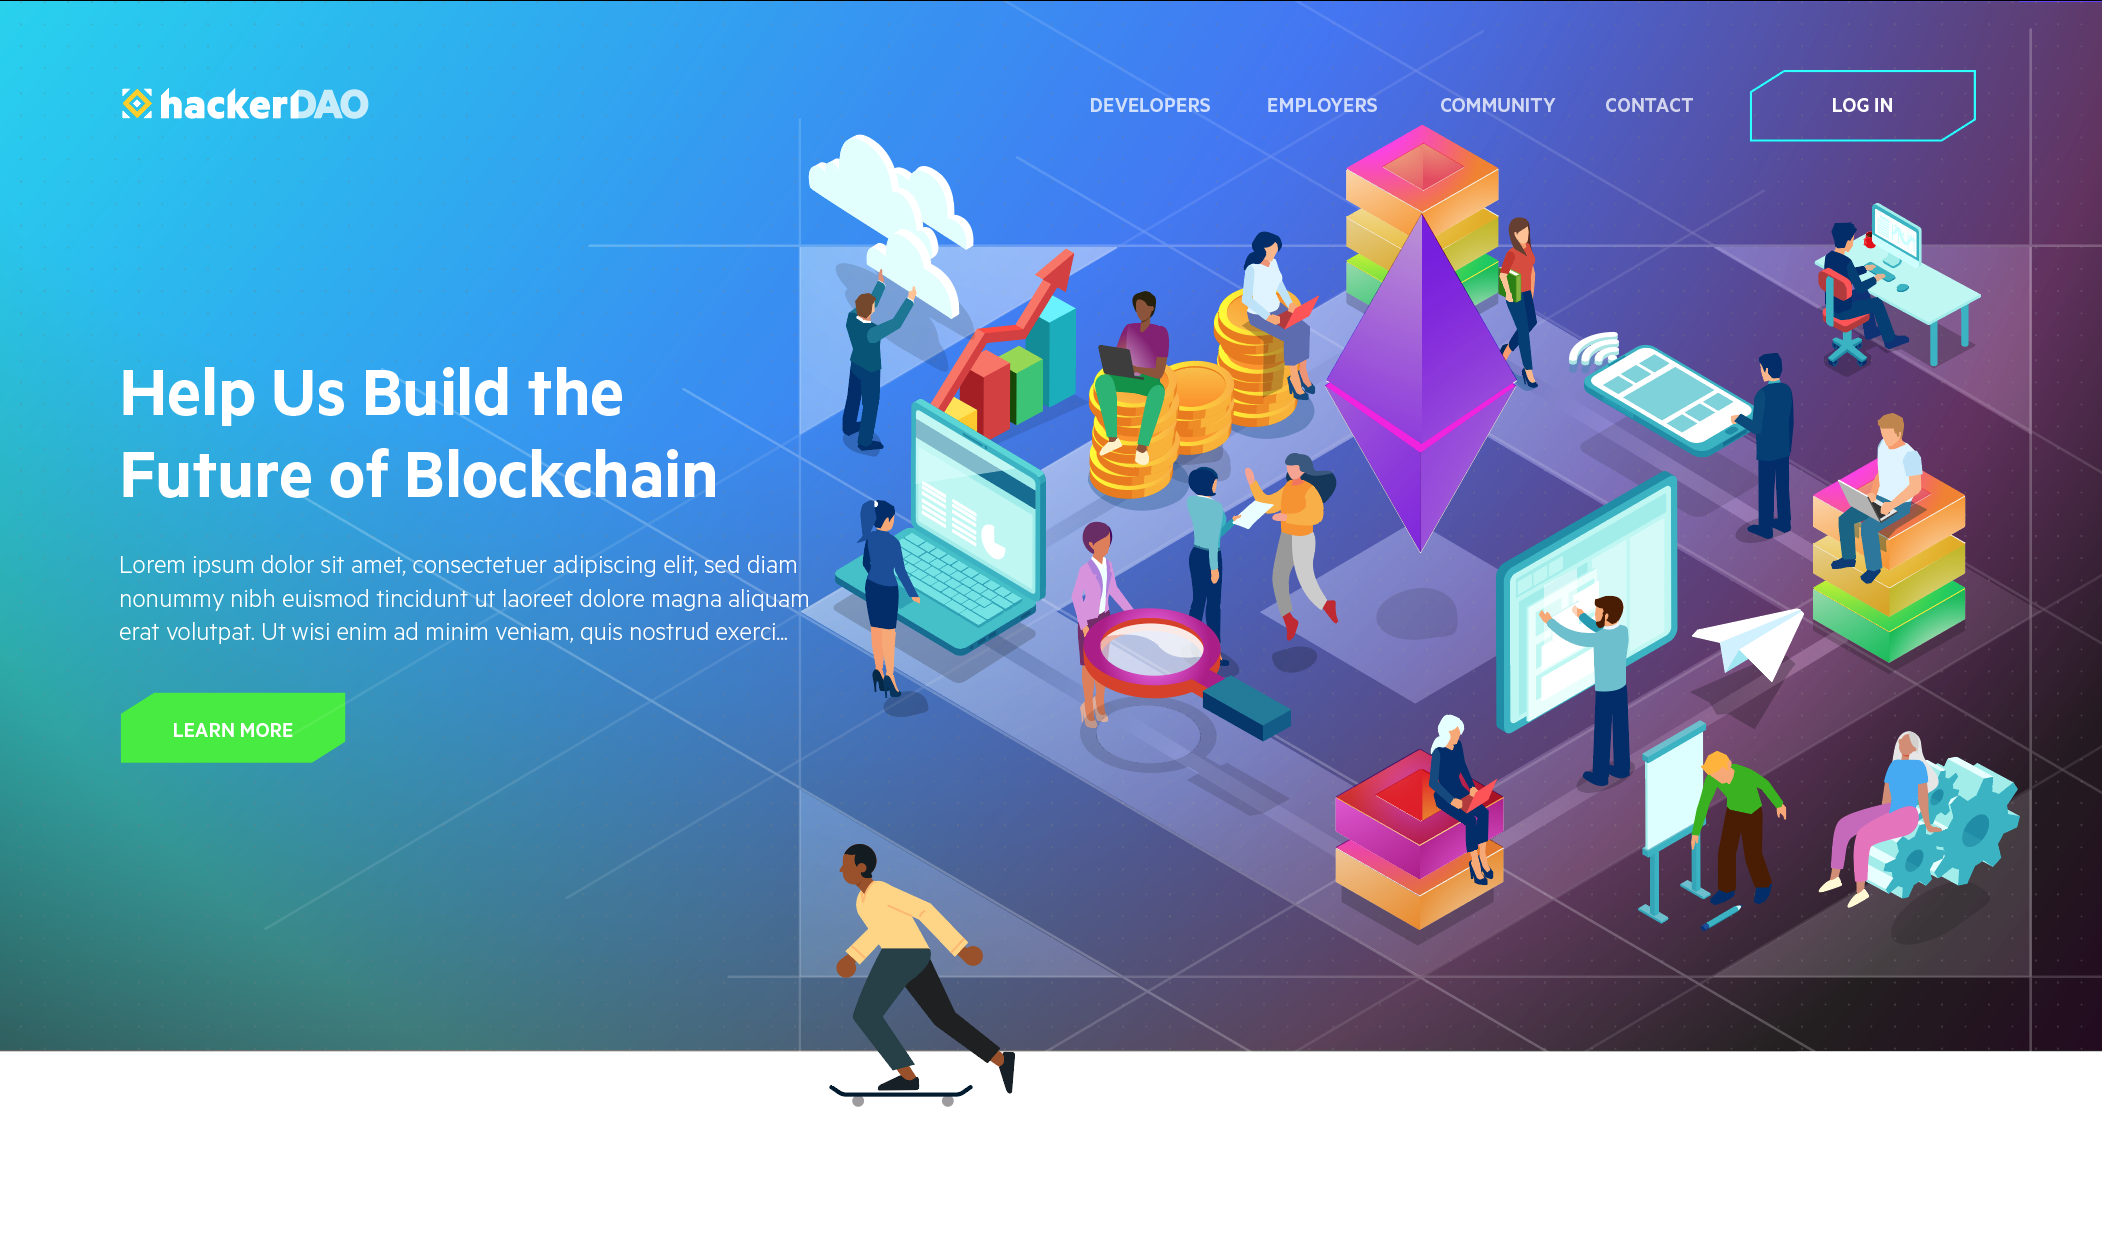 hackerDAO
DEVELOPERS EMPLOYERS COMMUNITY CONTACT LOG IN
Help Us Build the
Future of Blockchain
Lorem ipsum dolor sit amet, consectetuer adipiscing elit, sed diam
nonummy nibh euismod tincidunt ut laoreet dolore magna aliquam
erat volutpat. Ut wisi enim ad minim veniam, quis nostrud exerci...
LEARN MORE